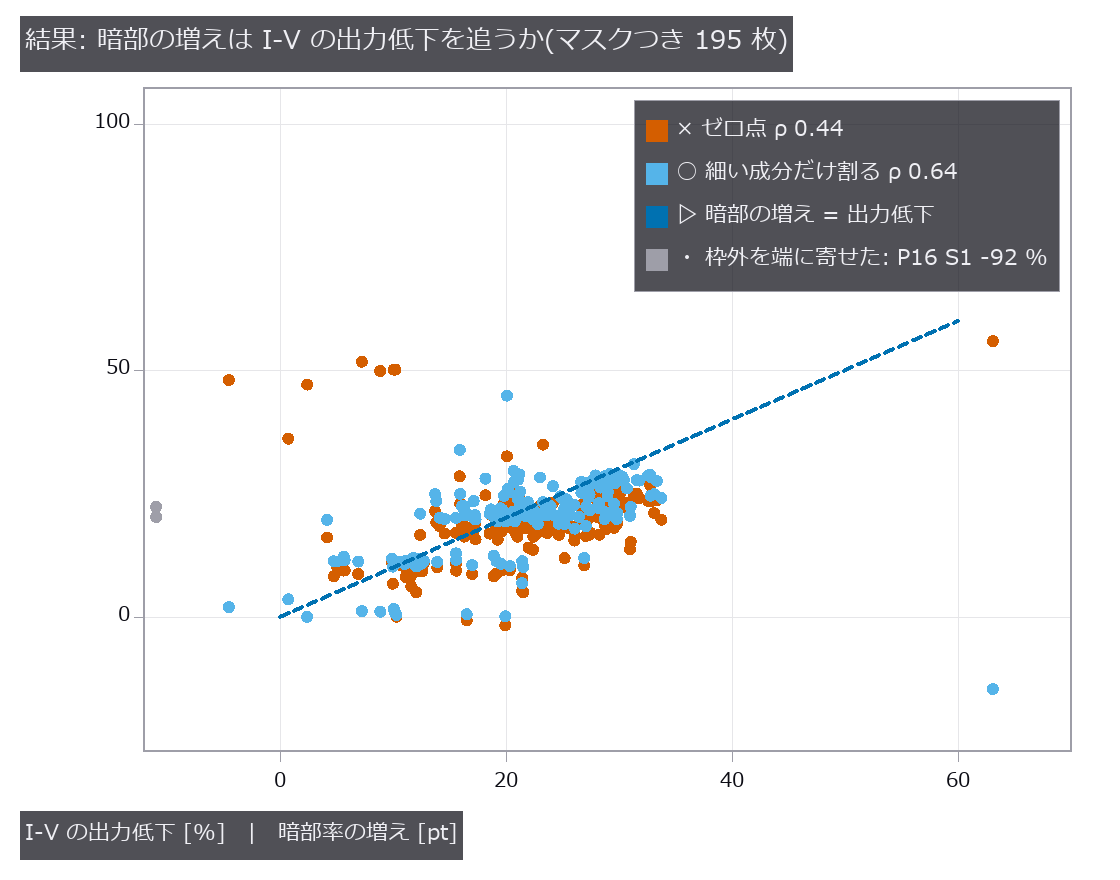 結果: 暗部の増えは I-V の出力低下を追うか(マスクつき 195 枚)
100
50
0
× ゼロ点 ρ 0.44
○ 細い成分だけ割る ρ 0.64
▷ 暗部の増え = 出力低下
・ 枠外を端に寄せた: P16 S1 -92 %
0 20 40 60
I-V の出力低下 [%] | 暗部率の増え [pt]